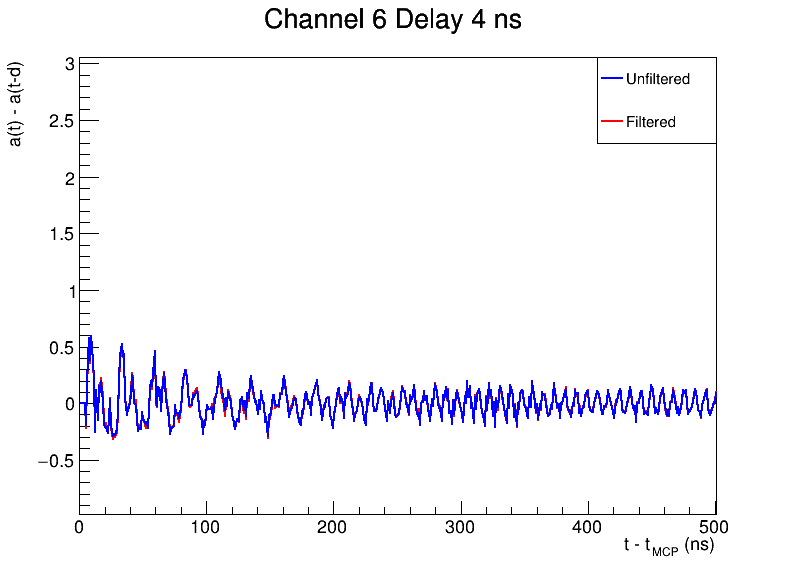 Channel 6 Delay 4 ns
a(t) - a(t-d)
3
2.5
2
1.5
1
0.5
0
−0.5
Unfiltered
Filtered
0 100 200 300 400 500
t - tMCP (ns)